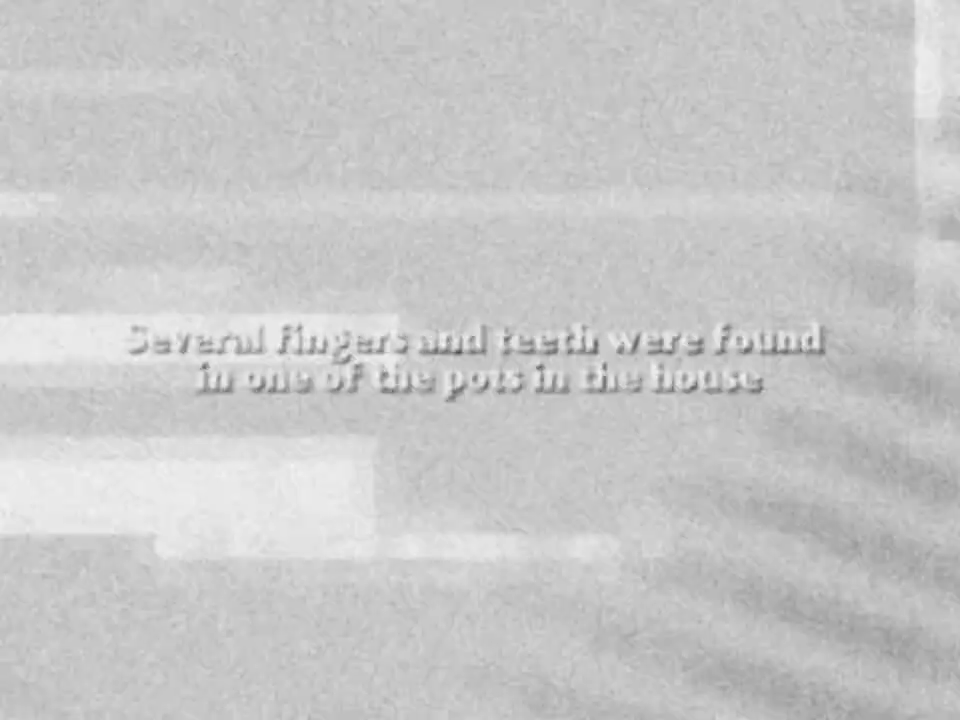 Several fingers and teeth were found
in one of the pots in the house